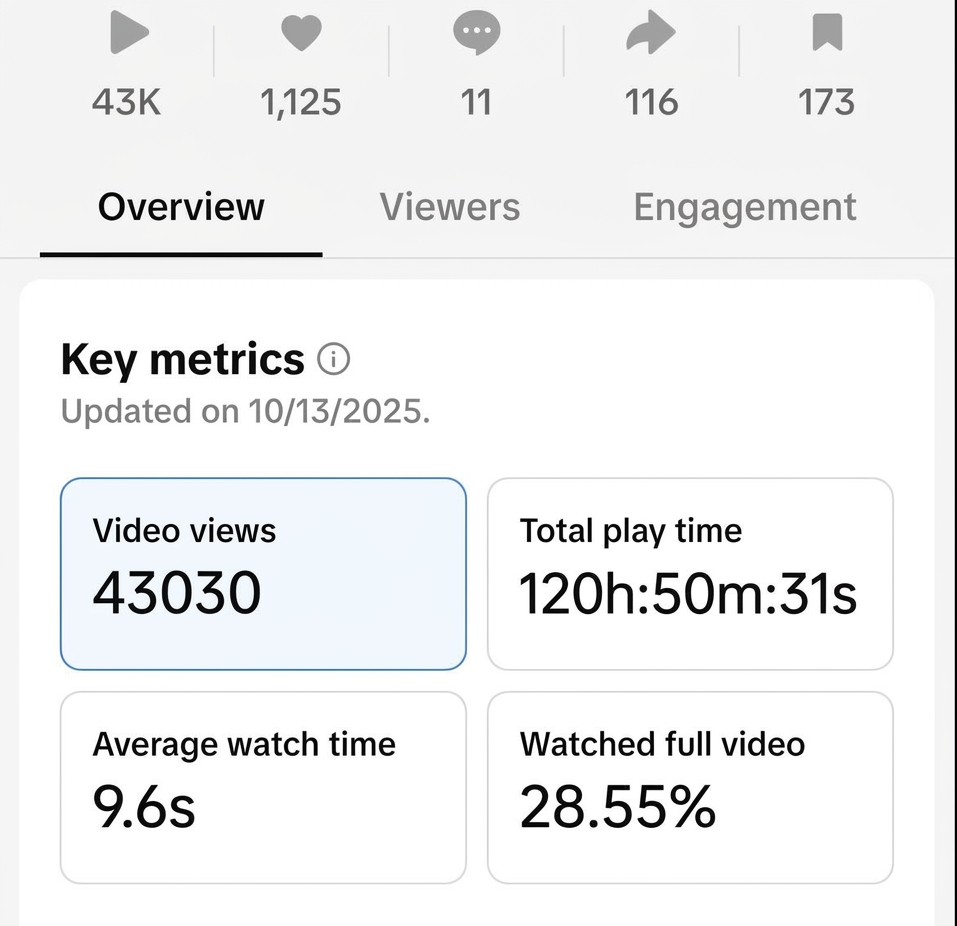 43K 1,125 11 116 173
Overview Viewers Engagement
Key metrics
Updated on 10/13/2025.
Video views Total play time
43030 120h:50m:31s
Average watch time Watched full video
9.6s 28.55%